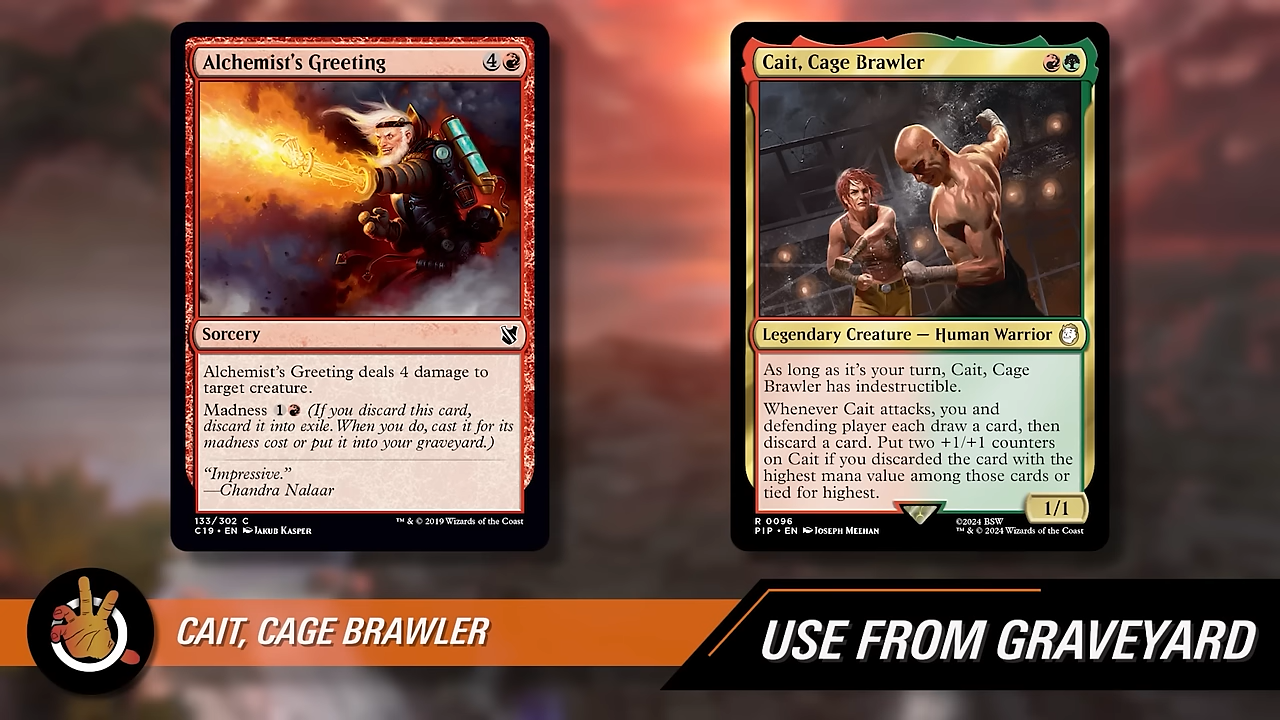 Alchemist's Greeting 4
Sorcery
Alchemist's Greeting deals 4 damage to
target creature.
Madness 1 (If you discard this card,
discard it into exile. When you do, cast it for its
madness cost or put it into your graveyard.)
"Impressive."
—Chandra Nalaar
133/302 C
C19 • EN Jakub Kasper
™ & © 2019 Wizards of the Coast
Cait, Cage Brawler
Legendary Creature — Human Warrior
As long as it's your turn, Cait, Cage
Brawler has indestructible.
Whenever Cait attacks, you and
defending player each draw a card, then
discard a card. Put two +1/+1 counters
on Cait if you discarded the card with the
highest mana value among those cards or
tied for highest.
1/1
R 0096
PIP • EN Joseph Meehan
©2024 BSW
™ & © 2024 Wizards of the Coast
CAIT, CAGE BRAWLER
USE FROM GRAVEYARD